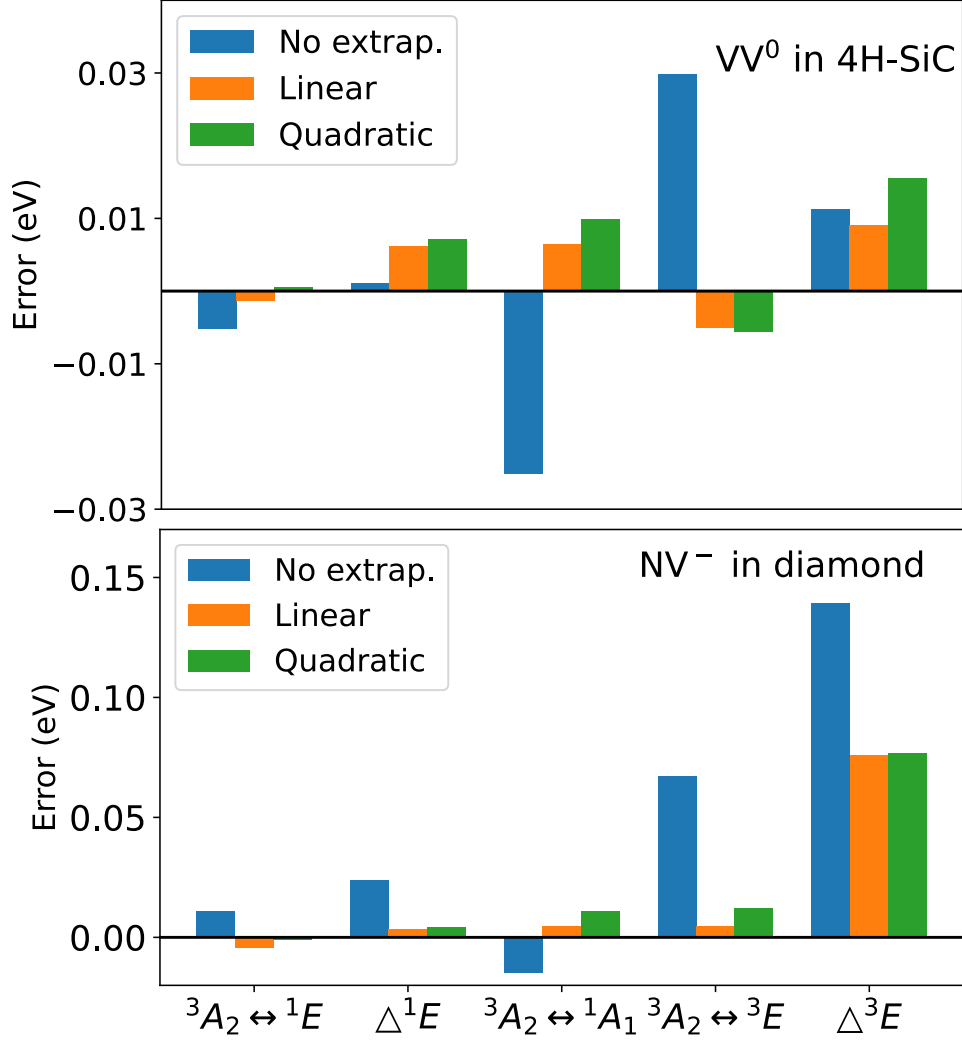 No extrap.
Linear
Quadratic
VV⁰ in 4H-SiC
Error (eV)
0.03
0.01
−0.01
−0.03
No extrap.
Linear
Quadratic
NV⁻ in diamond
Error (eV)
0.15
0.10
0.05
0.00
³A₂ ↔ ¹E
△¹E
³A₂ ↔ ¹A₁
³A₂ ↔ ³E
△³E